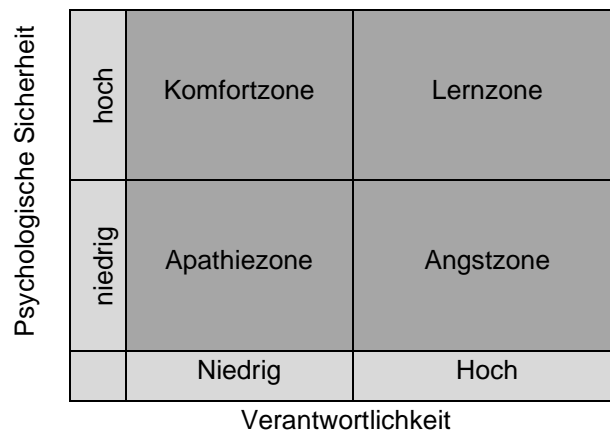 Psychologische Sicherheit
hoch
Komfortzone
Lernzone
niedrig
Apathiezone
Angstzone
Niedrig
Hoch
Verantwortlichkeit